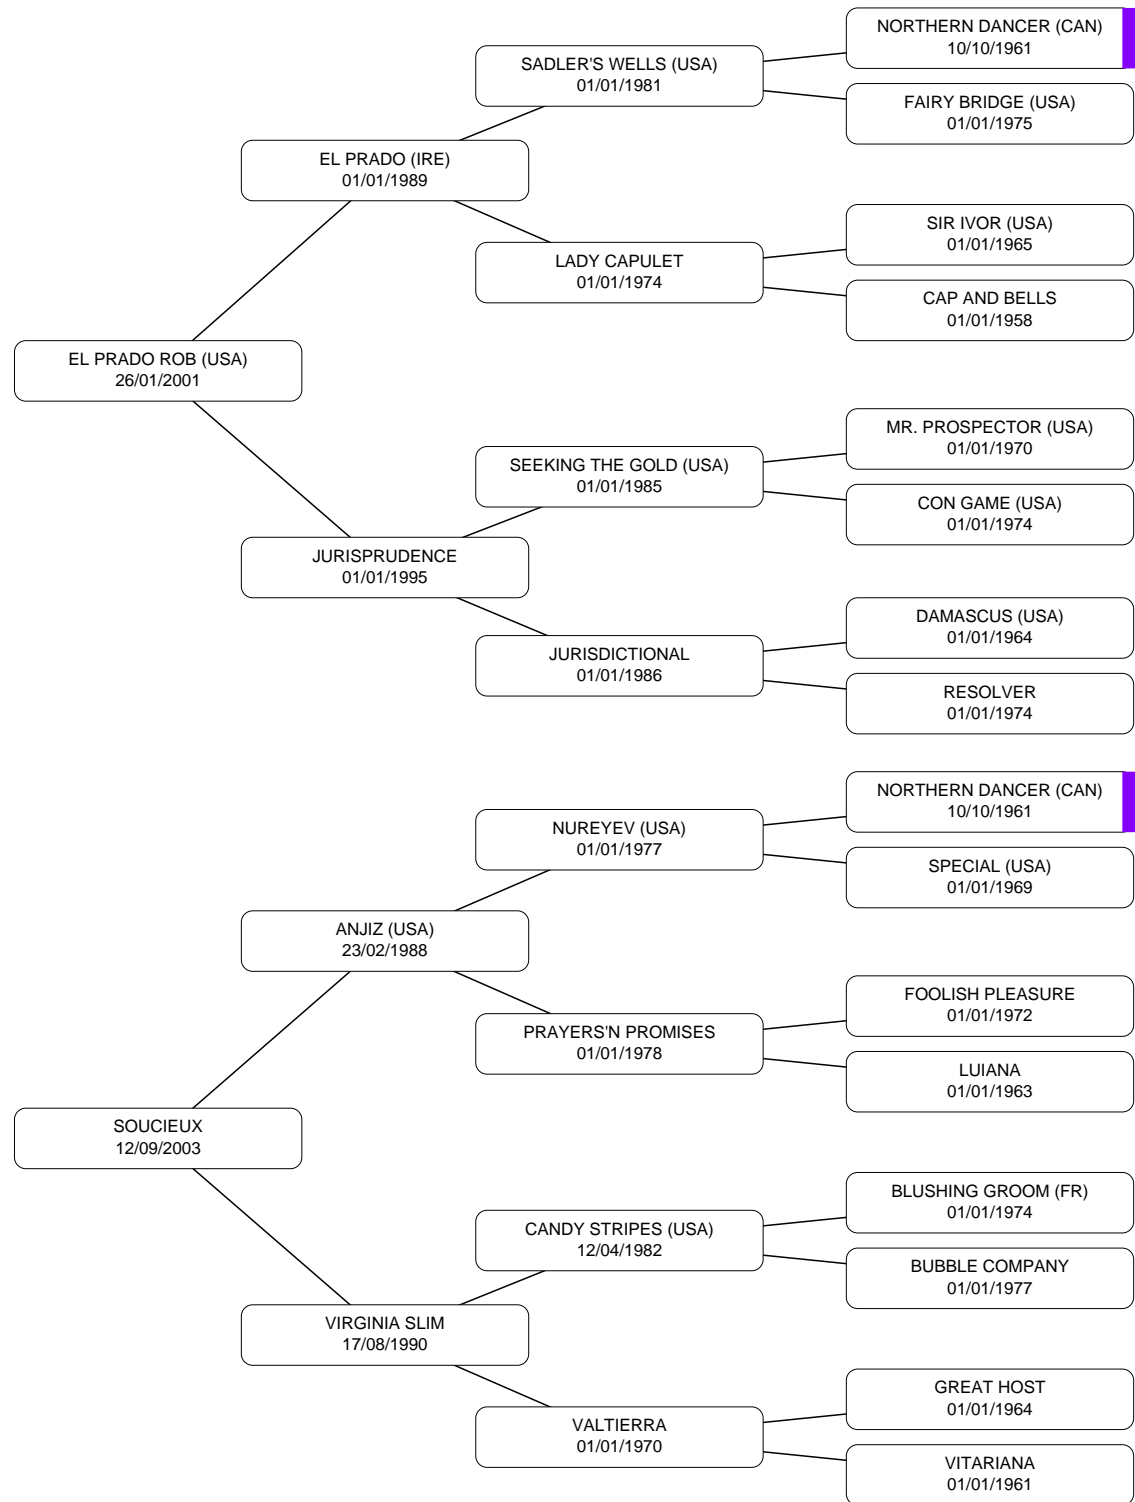 NORTHERN DANCER (CAN)
10/10/1961
SADLER'S WELLS (USA)
01/01/1981
FAIRY BRIDGE (USA)
01/01/1975
EL PRADO (IRE)
01/01/1989
SIR IVOR (USA)
01/01/1965
LADY CAPULET
01/01/1974
CAP AND BELLS
01/01/1958
EL PRADO ROB (USA)
26/01/2001
MR. PROSPECTOR (USA)
01/01/1970
SEEKING THE GOLD (USA)
01/01/1985
CON GAME (USA)
01/01/1974
JURISPRUDENCE
01/01/1995
DAMASCUS (USA)
01/01/1964
JURISDICTIONAL
01/01/1986
RESOLVER
01/01/1974
NORTHERN DANCER (CAN)
10/10/1961
NUREYEV (USA)
01/01/1977
SPECIAL (USA)
01/01/1969
ANJIZ (USA)
23/02/1988
FOOLISH PLEASURE
01/01/1972
PRAYERS'N PROMISES
01/01/1978
LUIANA
01/01/1963
SOUCIEUX
12/09/2003
BLUSHING GROOM (FR)
01/01/1974
CANDY STRIPES (USA)
12/04/1982
BUBBLE COMPANY
01/01/1977
VIRGINIA SLIM
17/08/1990
GREAT HOST
01/01/1964
VALTIERRA
01/01/1970
VITARIANA
01/01/1961